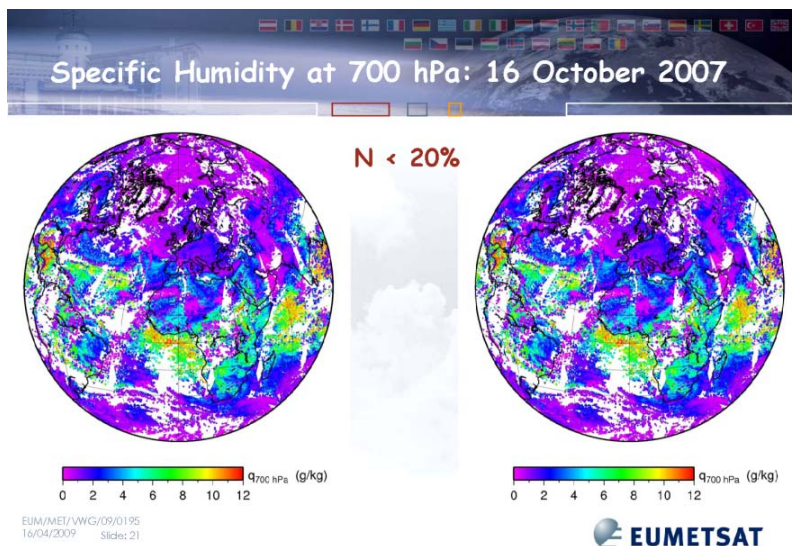 Specific Humidity at 700 hPa: 16 October 2007
N < 20%
q700 hPa (g/kg)
0 2 4 6 8 10 12
q700 hPa (g/kg)
0 2 4 6 8 10 12
EUM/MET/VWG/09/0195
16/04/2009 Slide: 21
EUMETSAT